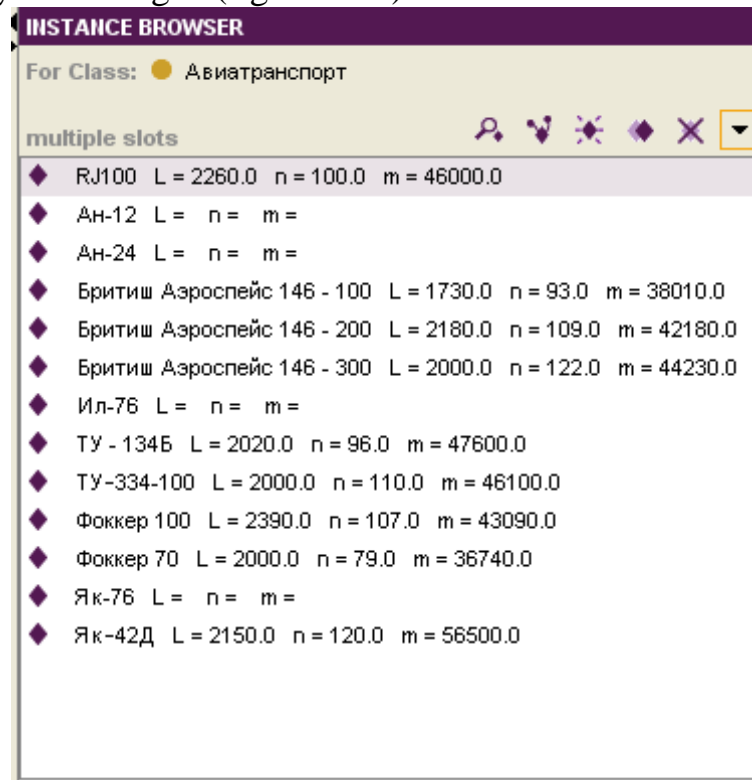 INSTANCE BROWSER
For Class: Авиатранспорт
multiple slots
RJ100 L = 2260.0 n = 100.0 m = 46000.0
Ан-12 L = n = m =
Ан-24 L = n = m =
Бритиш Аэроспейс 146 - 100 L = 1730.0 n = 93.0 m = 38010.0
Бритиш Аэроспейс 146 - 200 L = 2180.0 n = 109.0 m = 42180.0
Бритиш Аэроспейс 146 - 300 L = 2000.0 n = 122.0 m = 44230.0
Ил-76 L = n = m =
ТУ - 134Б L = 2020.0 n = 96.0 m = 47600.0
ТУ-334-100 L = 2000.0 n = 110.0 m = 46100.0
Фоккер 100 L = 2390.0 n = 107.0 m = 43090.0
Фоккер 70 L = 2000.0 n = 79.0 m = 36740.0
Як-76 L = n = m =
Як-42Д L = 2150.0 n = 120.0 m = 56500.0